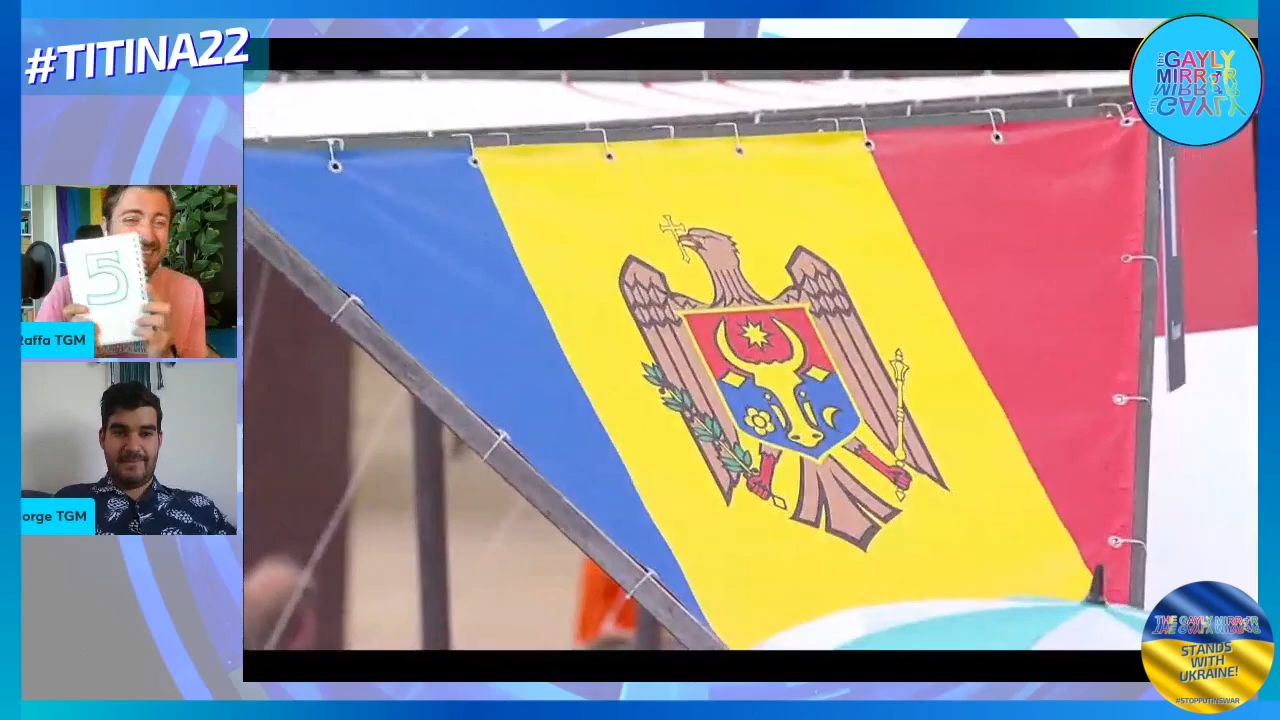 #TITINA22
THE
GAYLY
MIRROR
5
Raffa TGM
orge TGM
THE GAYLY MIRROR
STANDS
WITH
UKRAINE!
#STOPPUTINSWAR